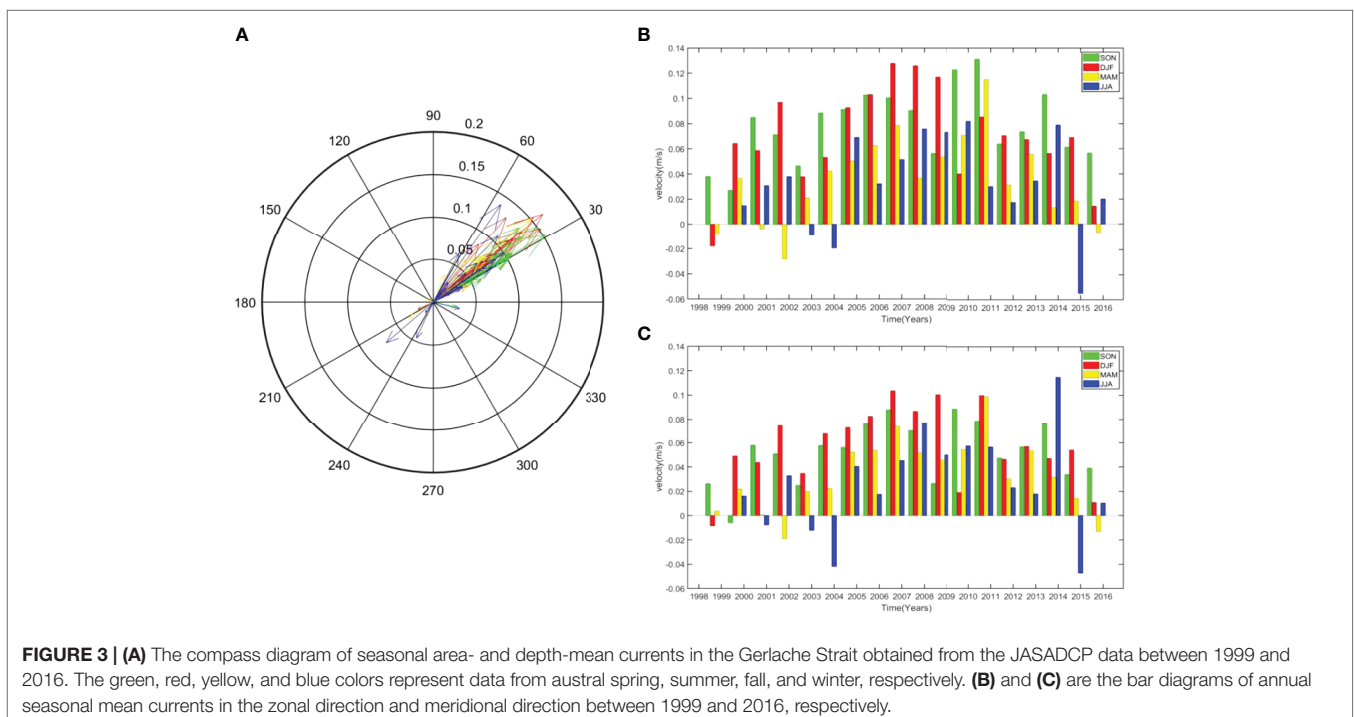 A
90
0.2
120
60
0.15
150
0.1
30
0.05
180
0
210
330
240
300
270
B
0.14
0.12
0.1
0.08
0.06
0.04
0.02
0
-0.02
-0.04
-0.06
velocity(m/s)
SON
DJF
MAM
JJA
1998 1999 2000 2001 2002 2003 2004 2005 2006 2007 2008 2009 2010 2011 2012 2013 2014 2015 2016
Time(Years)
C
0.14
0.12
0.1
0.08
0.06
0.04
0.02
0
-0.02
-0.04
-0.06
velocity(m/s)
SON
DJF
MAM
JJA
1998 1999 2000 2001 2002 2003 2004 2005 2006 2007 2008 2009 2010 2011 2012 2013 2014 2015 2016
Time(Years)
FIGURE 3 | (A) The compass diagram of seasonal area- and depth-mean currents in the Gerlache Strait obtained from the JASADCP data between 1999 and
2016. The green, red, yellow, and blue colors represent data from austral spring, summer, fall, and winter, respectively. (B) and (C) are the bar diagrams of annual
seasonal mean currents in the zonal direction and meridional direction between 1999 and 2016, respectively.